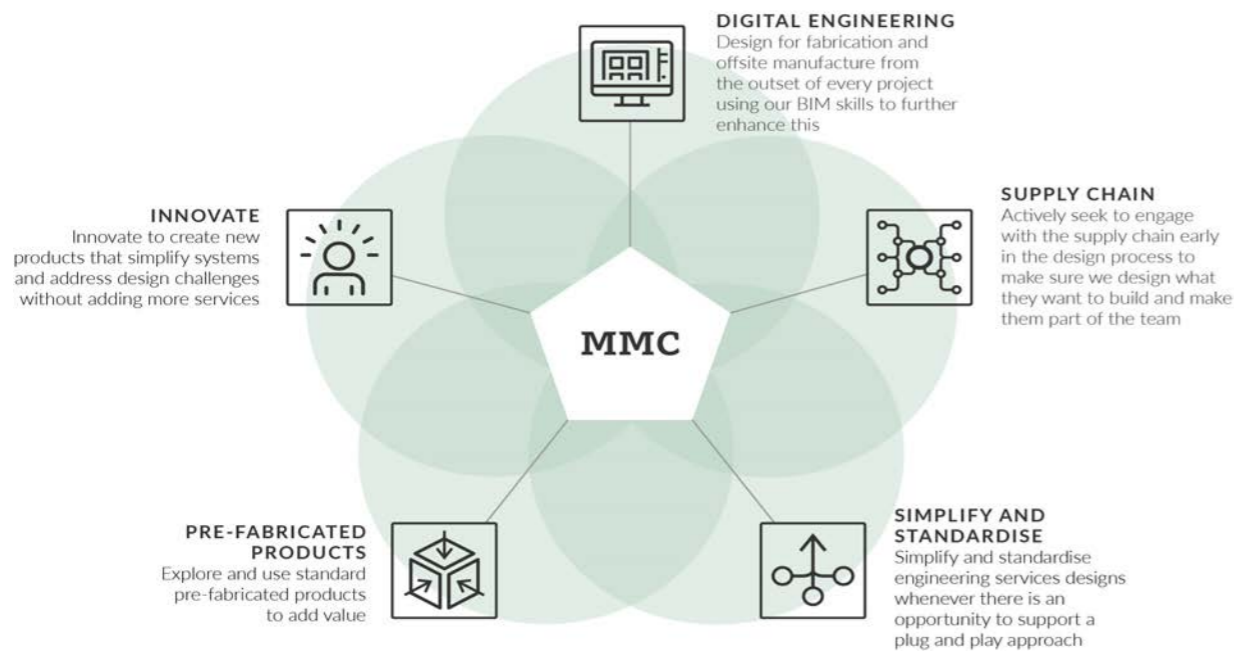 DIGITAL ENGINEERING
Design for fabrication and
offsite manufacture from
the outset of every project
using our BIM skills to further
enhance this
INNOVATE
Innovate to create new
products that simplify systems
and address design challenges
without adding more services
SUPPLY CHAIN
Actively seek to engage
with the supply chain early
in the design process to
make sure we design what
they want to build and make
them part of the team
MMC
PRE-FABRICATED
PRODUCTS
Explore and use standard
pre-fabricated products
to add value
SIMPLIFY AND
STANDARDISE
Simplify and standardise
engineering services designs
whenever there is an
opportunity to support a
plug and play approach